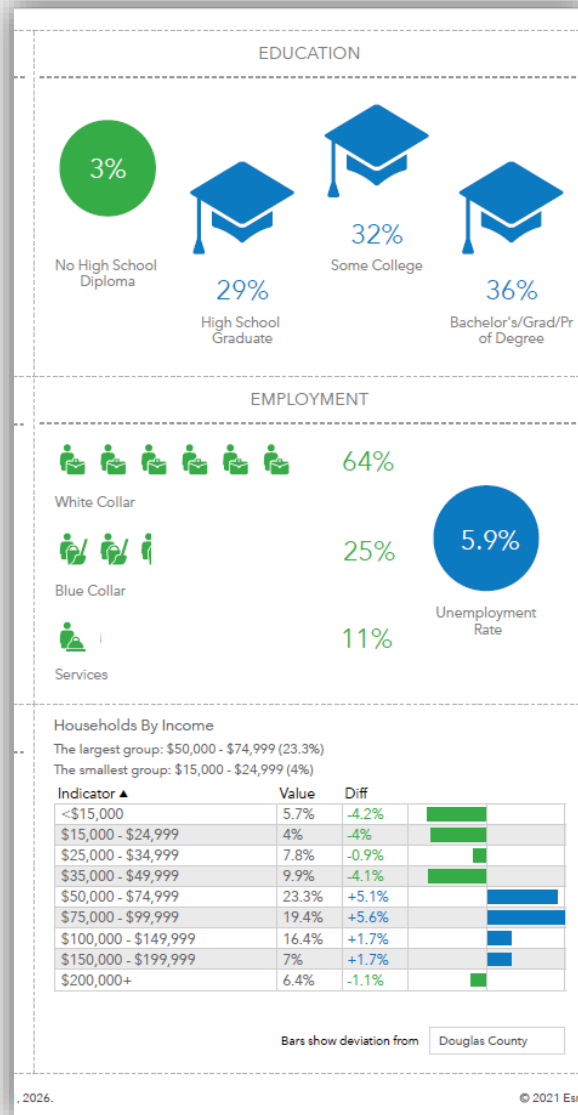 EDUCATION
3%
No High School
Diploma
29%
High School
Graduate
32%
Some College
36%
Bachelor's/Grad/Pr
of Degree
EMPLOYMENT
64%
White Collar
25%
Blue Collar
11%
Services
5.9%
Unemployment
Rate
Households By Income
The largest group: $50,000 - $74,999 (23.3%)
The smallest group: $15,000 - $24,999 (4%)
Indicator ▲ Value Diff
<$15,000 5.7% -4.2%
$15,000 - $24,999 4% -4%
$25,000 - $34,999 7.8% -0.9%
$35,000 - $49,999 9.9% -4.1%
$50,000 - $74,999 23.3% +5.1%
$75,000 - $99,999 19.4% +5.6%
$100,000 - $149,999 16.4% +1.7%
$150,000 - $199,999 7% +1.7%
$200,000+ 6.4% -1.1%
Bars show deviation from Douglas County
, 2026. © 2021 Esr